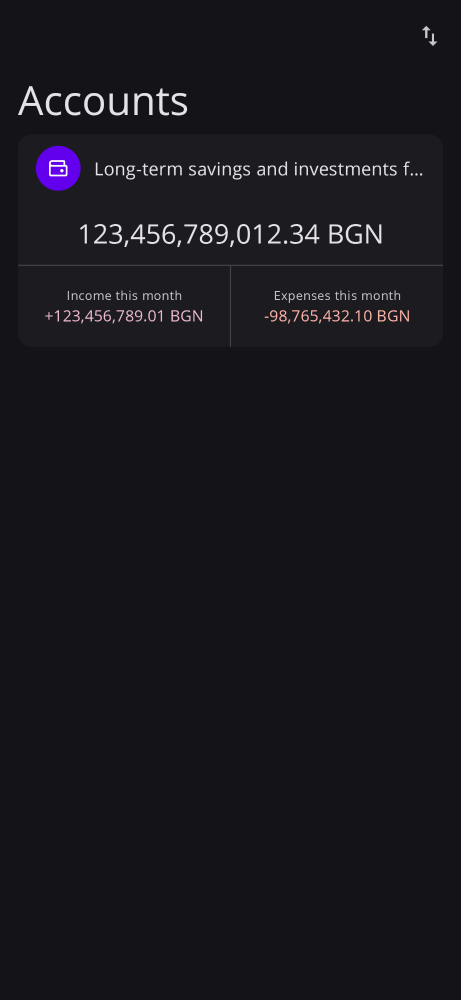 Accounts
Long-term savings and investments f...
123,456,789,012.34 BGN
Income this month
+123,456,789.01 BGN
Expenses this month
-98,765,432.10 BGN